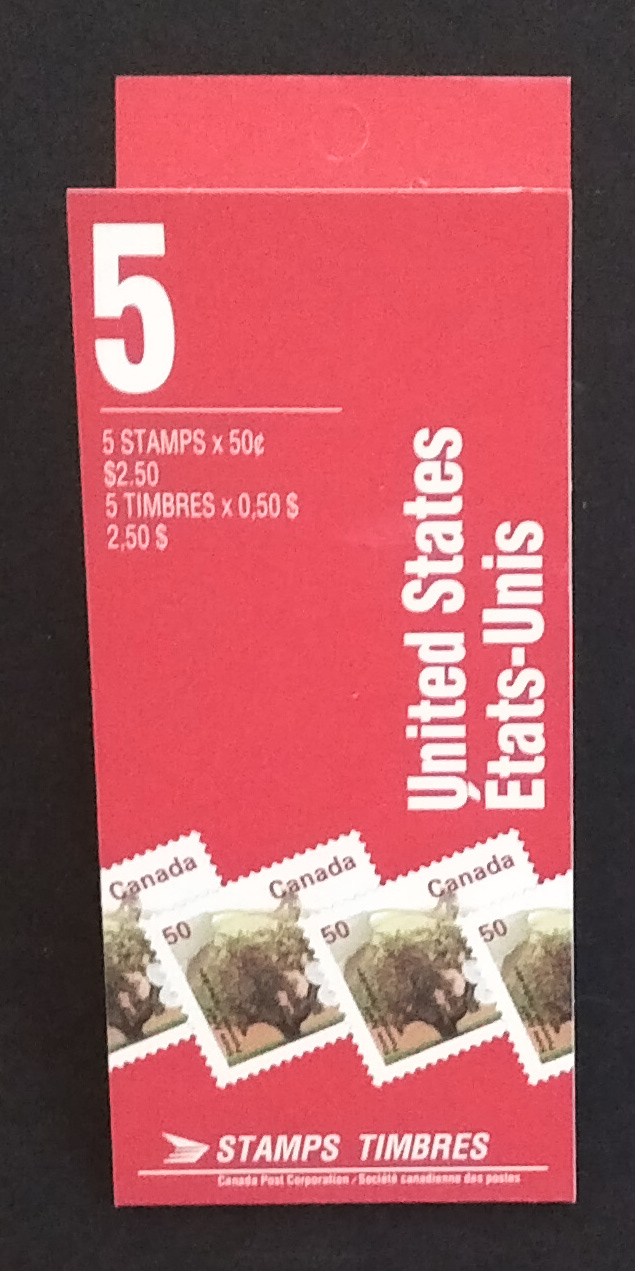 5
5 STAMPS x 50¢
$2.50
5 TIMBRES x 0,50 $
2,50 $
United States
États-Unis
Canada
Canada
Canada
50
50
50
STAMPS TIMBRES
Canada Post Corporation / Société canadienne des postes